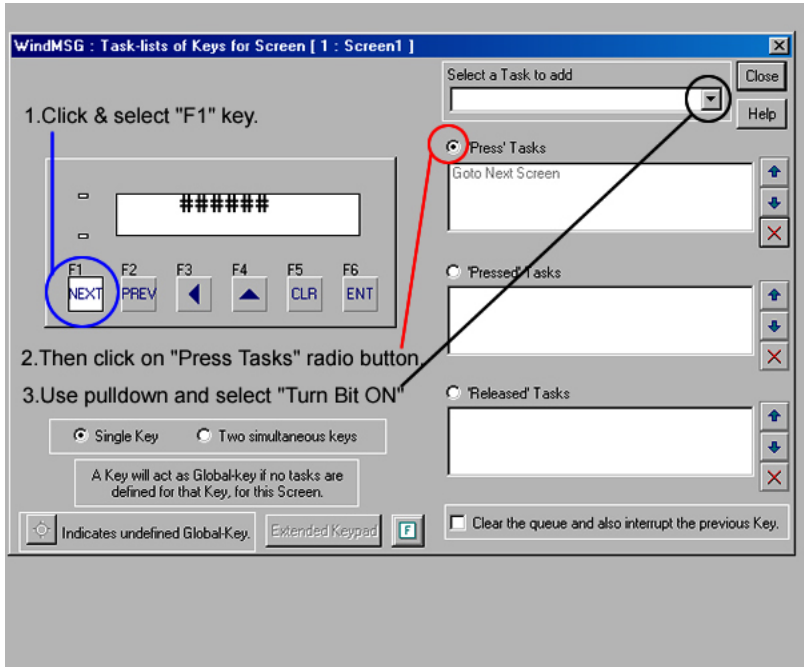 WindMSG : Task-lists of Keys for Screen [ 1 : Screen1 ]
Select a Task to add
Close
Help
1.Click & select "F1" key.
'Press' Tasks
Goto Next Screen
######
F1 F2 F3 F4 F5 F6
NEXT PREV CLR ENT
'Pressed' Tasks
2.Then click on "Press Tasks" radio button.
3.Use pulldown and select "Turn Bit ON"
'Released' Tasks
Single Key Two simultaneous keys
A Key will act as Global-key if no tasks are
defined for that Key, for this Screen.
Indicates undefined Global-Key. Extended Keypad F
Clear the queue and also interrupt the previous Key.